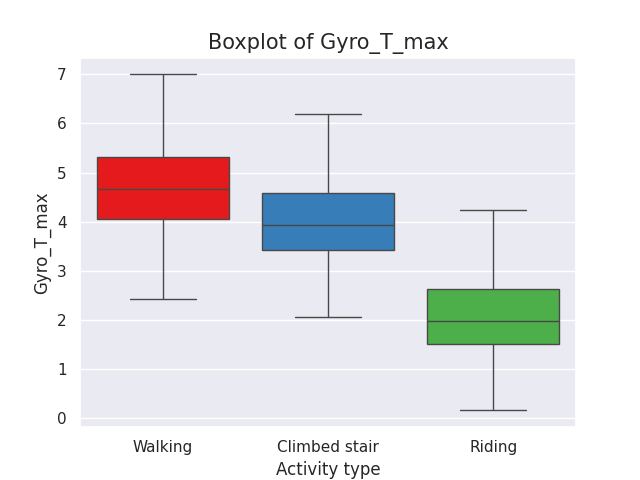 Boxplot of Gyro_T_max
7
6
5
4
3
2
1
0
Gyro_T_max
Walking
Climbed stair
Riding
Activity type